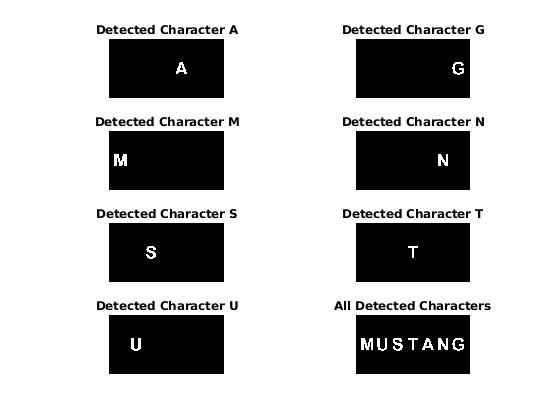 Detected Character A
A
Detected Character G
G
Detected Character M
M
Detected Character N
N
Detected Character S
S
Detected Character T
T
Detected Character U
U
All Detected Characters
MUSTANG